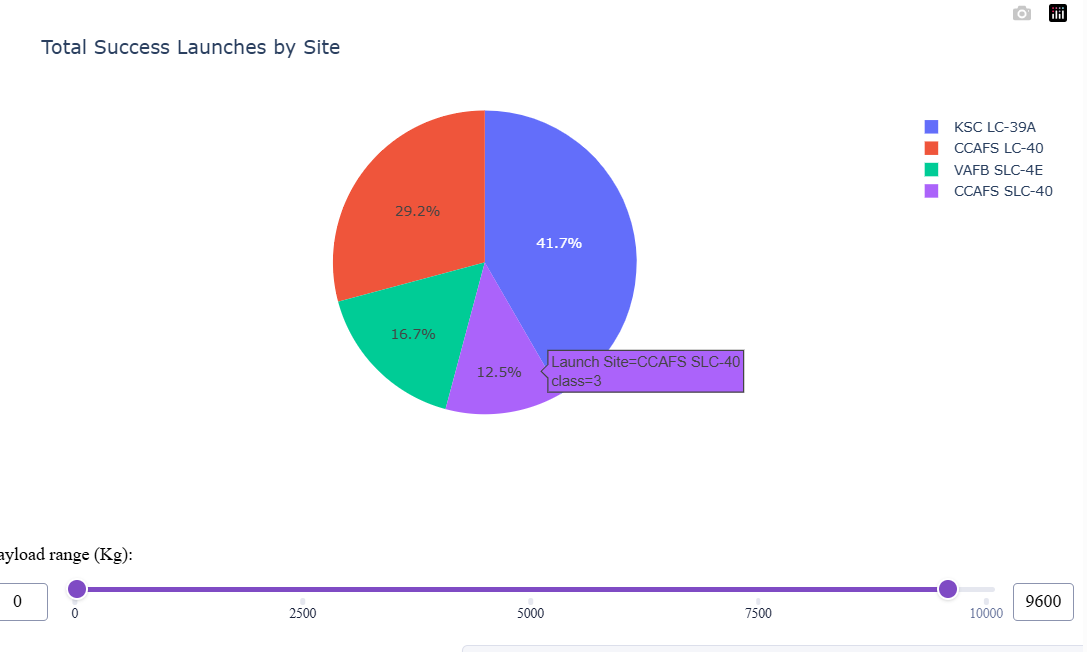 Total Success Launches by Site
KSC LC-39A
CCAFS LC-40
VAFB SLC-4E
CCAFS SLC-40
29.2%
41.7%
16.7%
12.5%
Launch Site=CCAFS SLC-40
class=3
ayload range (Kg):
0
0
2500
5000
7500
10000
9600